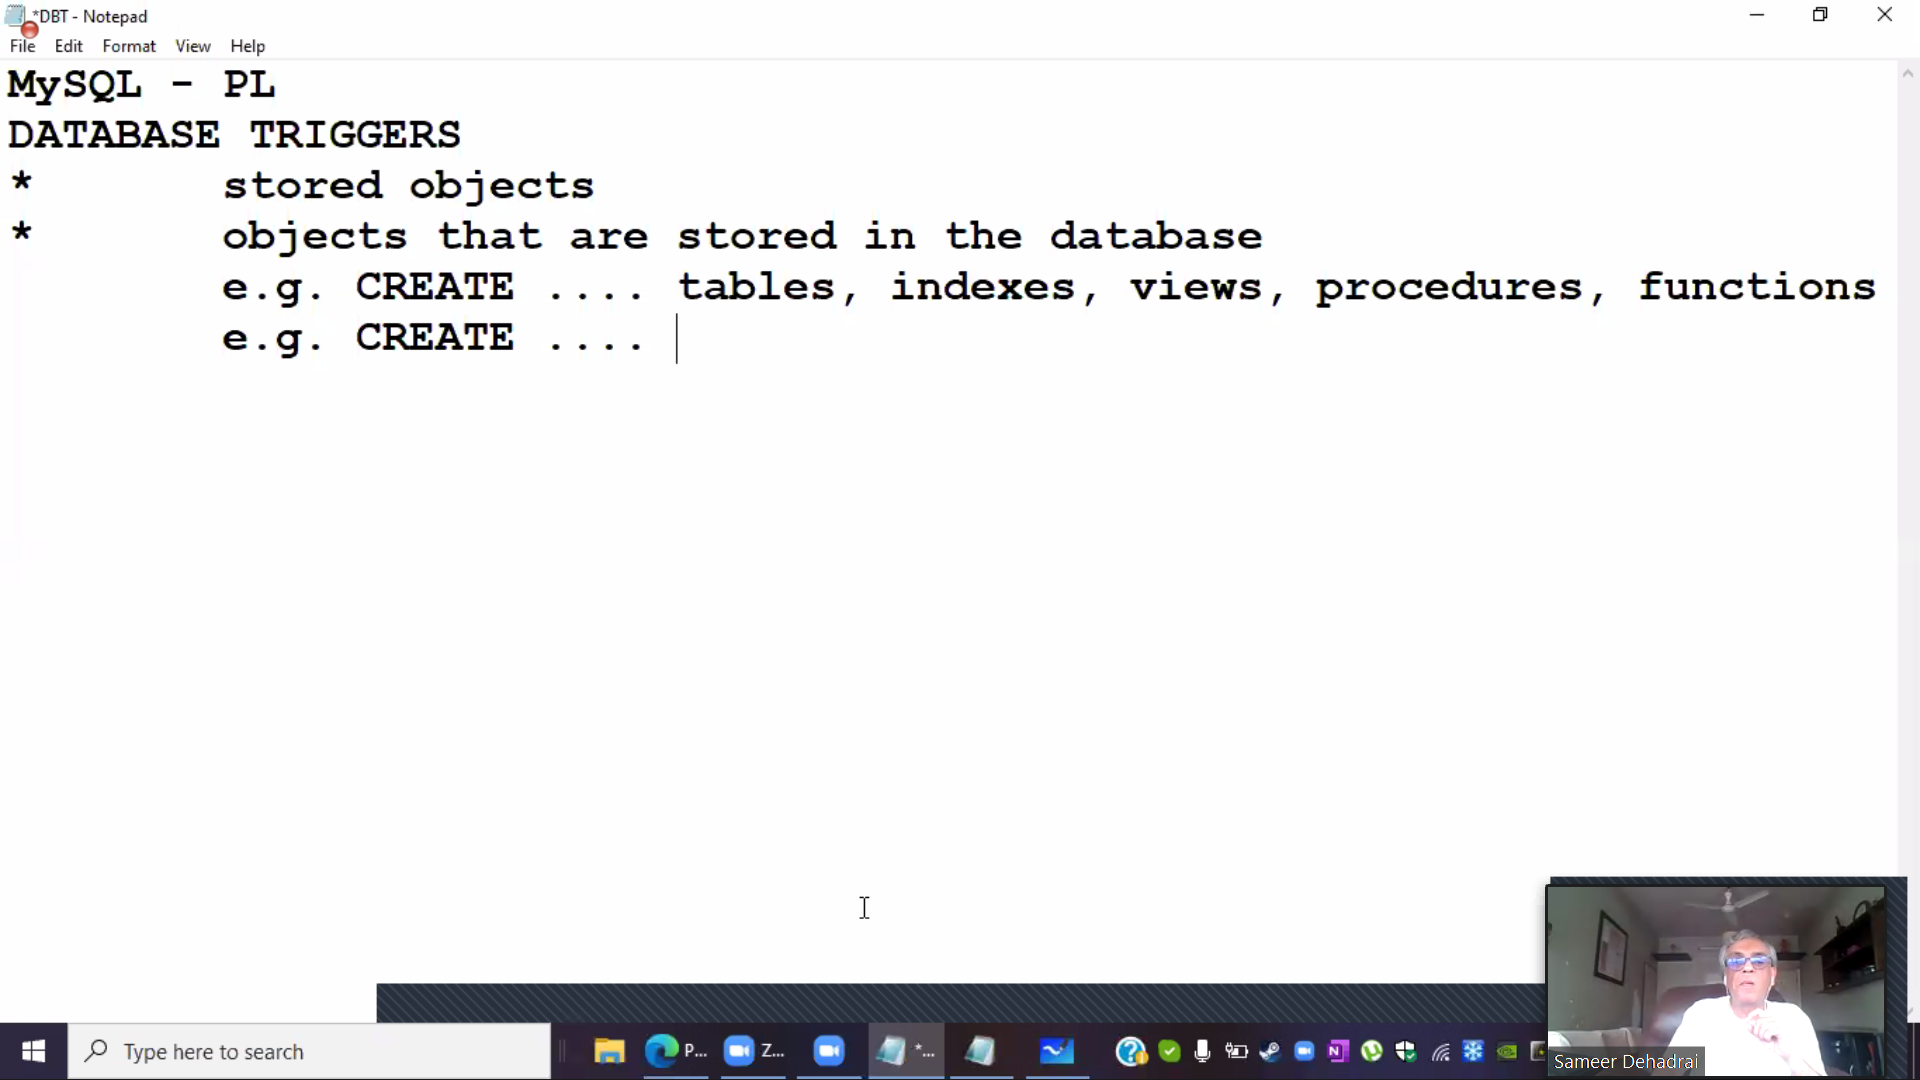 *DBT - Notepad
File Edit Format View Help
MySQL - PL
DATABASE TRIGGERS
* stored objects
* objects that are stored in the database
e.g. CREATE .... tables, indexes, views, procedures, functions
e.g. CREATE ....
Type here to search
P...
Z...
*...
Sameer Dehadrai